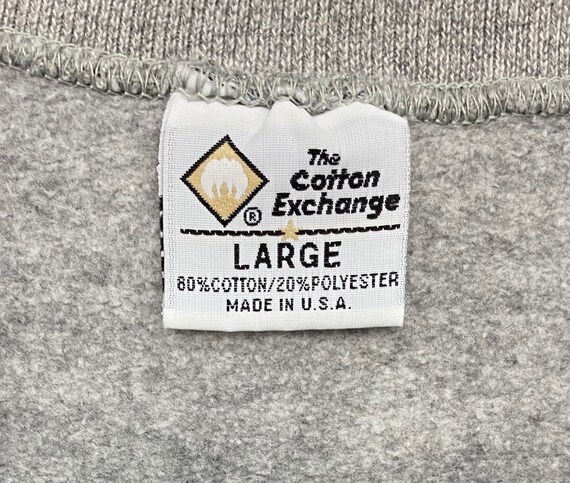 The
Cotton
Exchange
®
LARGE
80%COTTON/20%POLYESTER
MADE IN U.S.A.